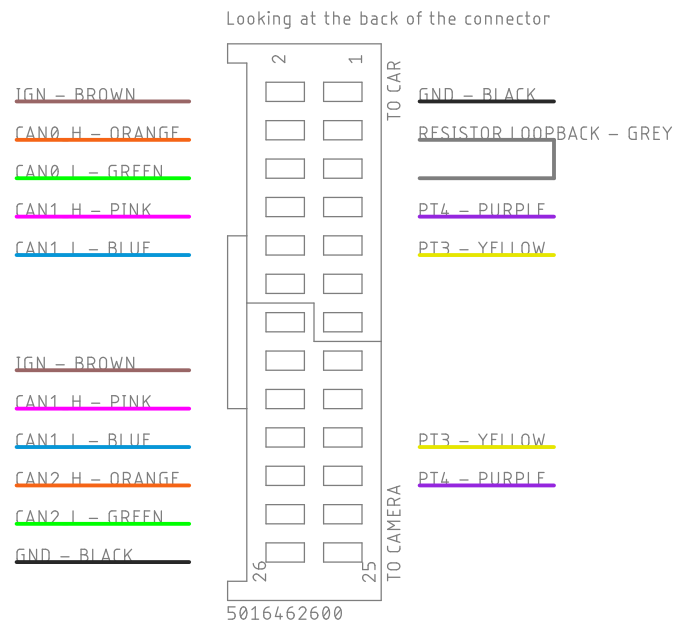 Looking at the back of the connector
2 1
TO CAR
IGN - BROWN
GND - BLACK
CAN0 H - ORANGE
RESISTOR LOOPBACK - GREY
CAN0 L - GREEN
CAN1 H - PINK
PT4 - PURPLE
CAN1 L - BLUE
PT3 - YELLOW
IGN - BROWN
CAN1 H - PINK
CAN1 L - BLUE
PT3 - YELLOW
CAN2 H - ORANGE
PT4 - PURPLE
CAN2 L - GREEN
GND - BLACK
TO CAMERA
26 25
5016462600